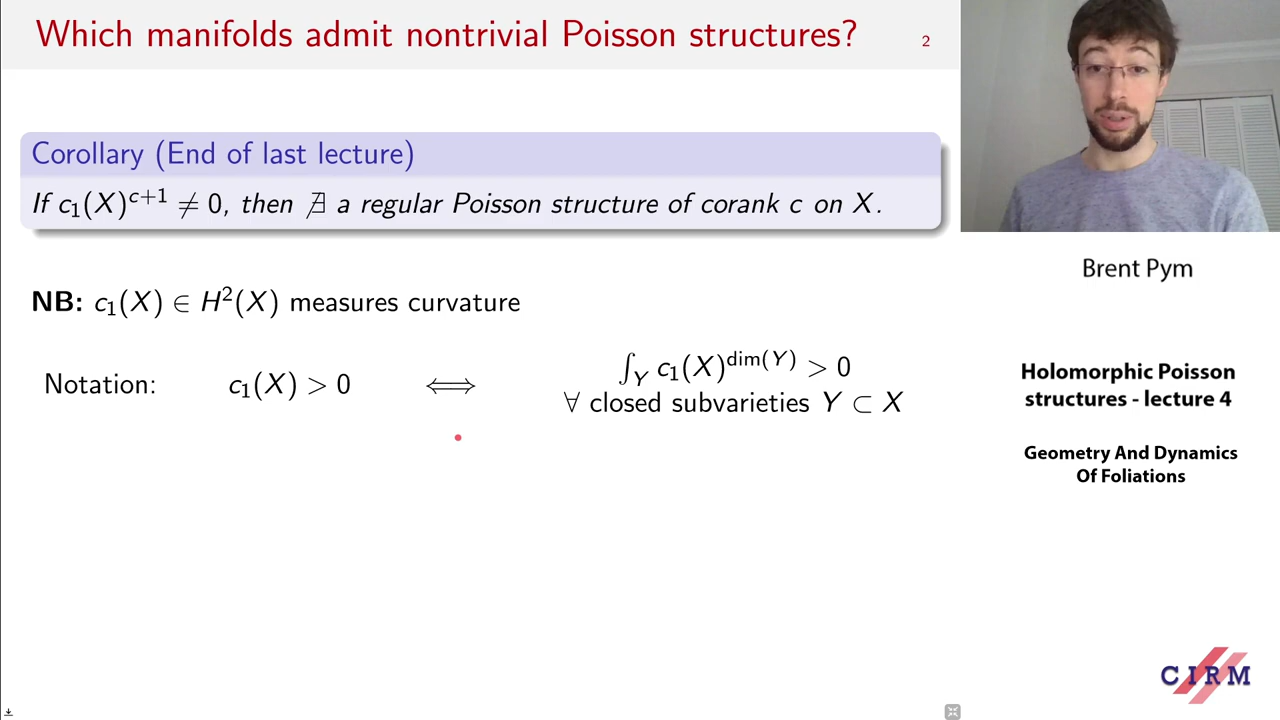 Which manifolds admit nontrivial Poisson structures?
2
Corollary (End of last lecture)
If c₁(X)ᶜ⁺¹ ≠ 0, then ∄ a regular Poisson structure of corank c on X.
NB: c₁(X) ∈ H²(X) measures curvature
Notation: c₁(X) > 0 ⟺ ∫_Y c₁(X)^dim(Y) > 0
∀ closed subvarieties Y ⊂ X
Brent Pym
Holomorphic Poisson
structures - lecture 4
Geometry And Dynamics
Of Foliations
CIRM